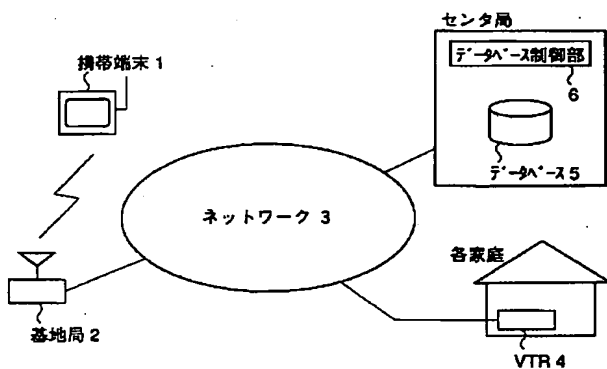 センタ局
データベース制御部
6
データベース5
携帯端末1
ネットワーク 3
基地局2
各家庭
VTR 4